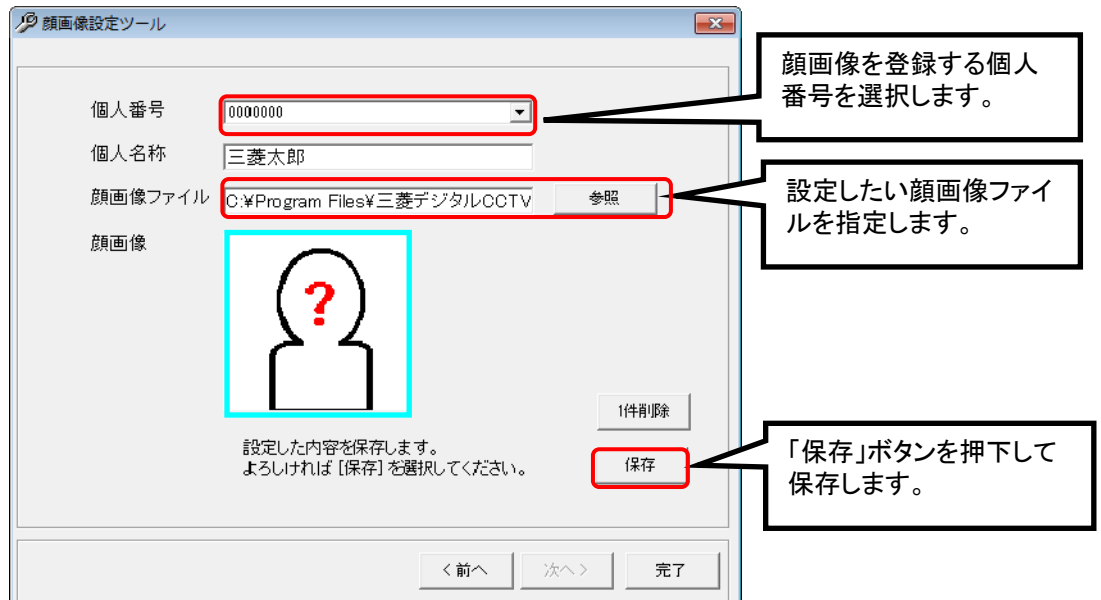 顔画像設定ツール
個人番号
0000000
個人名称
三菱太郎
顔画像ファイル
C:¥Program Files¥三菱デジタルCCTV
参照
顔画像
?
1件削除
設定した内容を保存します。
よろしければ [保存] を選択してください。
保存
< 前へ
次へ >
完了
顔画像を登録する個人
番号を選択します。
設定したい顔画像ファイ
ルを指定します。
「保存」ボタンを押下して
保存します。